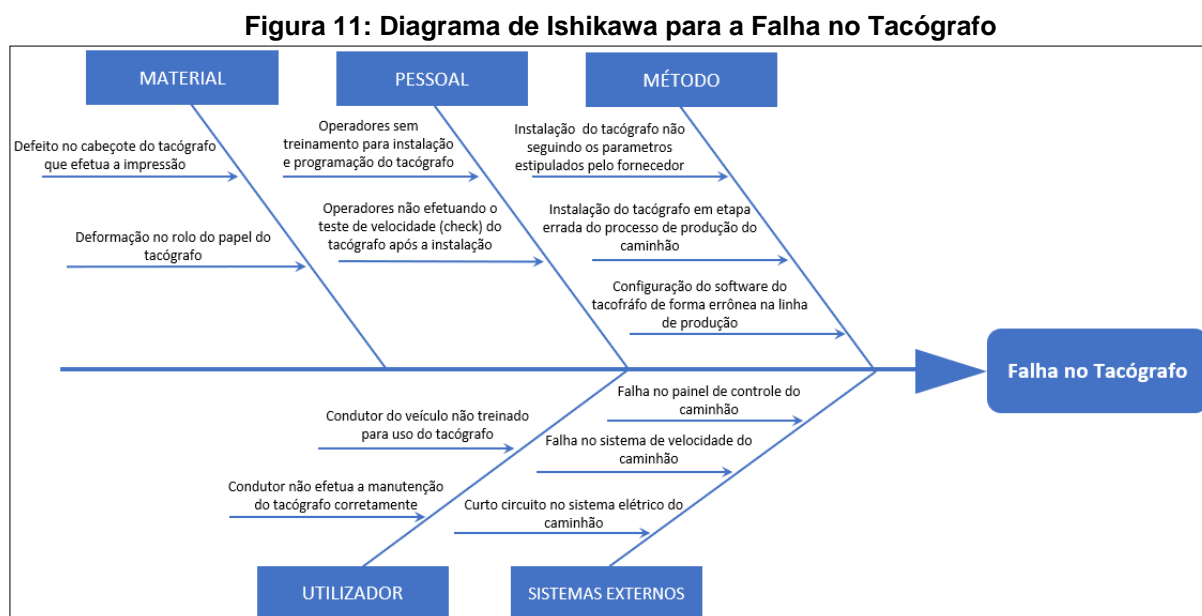 Figura 11: Diagrama de Ishikawa para a Falha no Tacógrafo
MATERIAL
PESSOAL
MÉTODO
Defeito no cabeçote do tacógrafo
que efetua a impressão
Deformação no rolo do papel do
tacógrafo
Operadores sem
treinamento para instalação
e programação do tacógrafo
Operadores não efetuando o
teste de velocidade (check) do
tacógrafo após a instalação
Instalação do tacógrafo não
seguindo os parametros
estipulados pelo fornecedor
Instalação do tacógrafo em etapa
errada do processo de produção do
caminhão
Configuração do software do
tacofráfo de forma errônea na linha
de produção
Falha no Tacógrafo
Condutor do veículo não treinado
para uso do tacógrafo
Condutor não efetua a manutenção
do tacógrafo corretamente
Falha no painel de controle do
caminhão
Falha no sistema de velocidade do
caminhão
Curto circuito no sistema elétrico do
caminhão
UTILIZADOR
SISTEMAS EXTERNOS